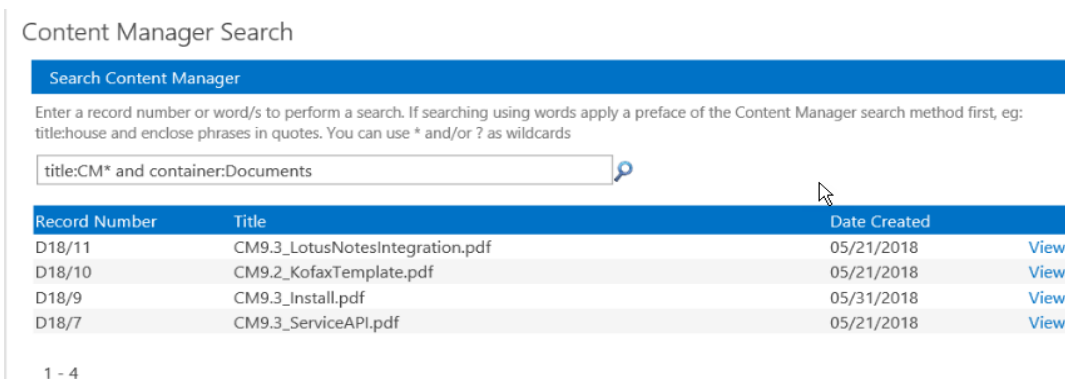 Content Manager Search
Search Content Manager
Enter a record number or word/s to perform a search. If searching using words apply a preface of the Content Manager search method first, eg:
title:house and enclose phrases in quotes. You can use * and/or ? as wildcards
title:CM* and container:Documents
Record Number Title Date Created
D18/11 CM9.3_LotusNotesIntegration.pdf 05/21/2018 View
D18/10 CM9.2_KofaxTemplate.pdf 05/21/2018 View
D18/9 CM9.3_Install.pdf 05/31/2018 View
D18/7 CM9.3_ServiceAPI.pdf 05/21/2018 View
1 - 4